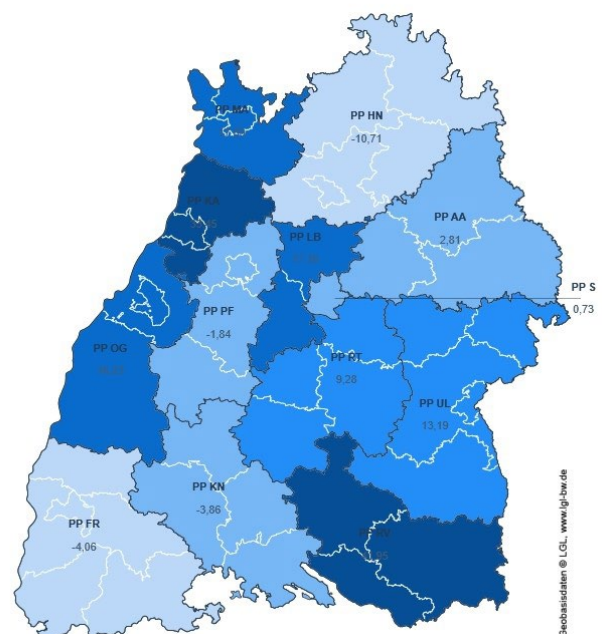 PP MA
PP HN
-10,71
PP KA
PP AA
2,81
PP LB
PP S
0,73
PP PF
-1,84
PP OG
PP RT
9,28
PP UL
13,19
PP KN
-3,86
PP FR
-4,06
Geobasisdaten © LGL, www.lgl-bw.de